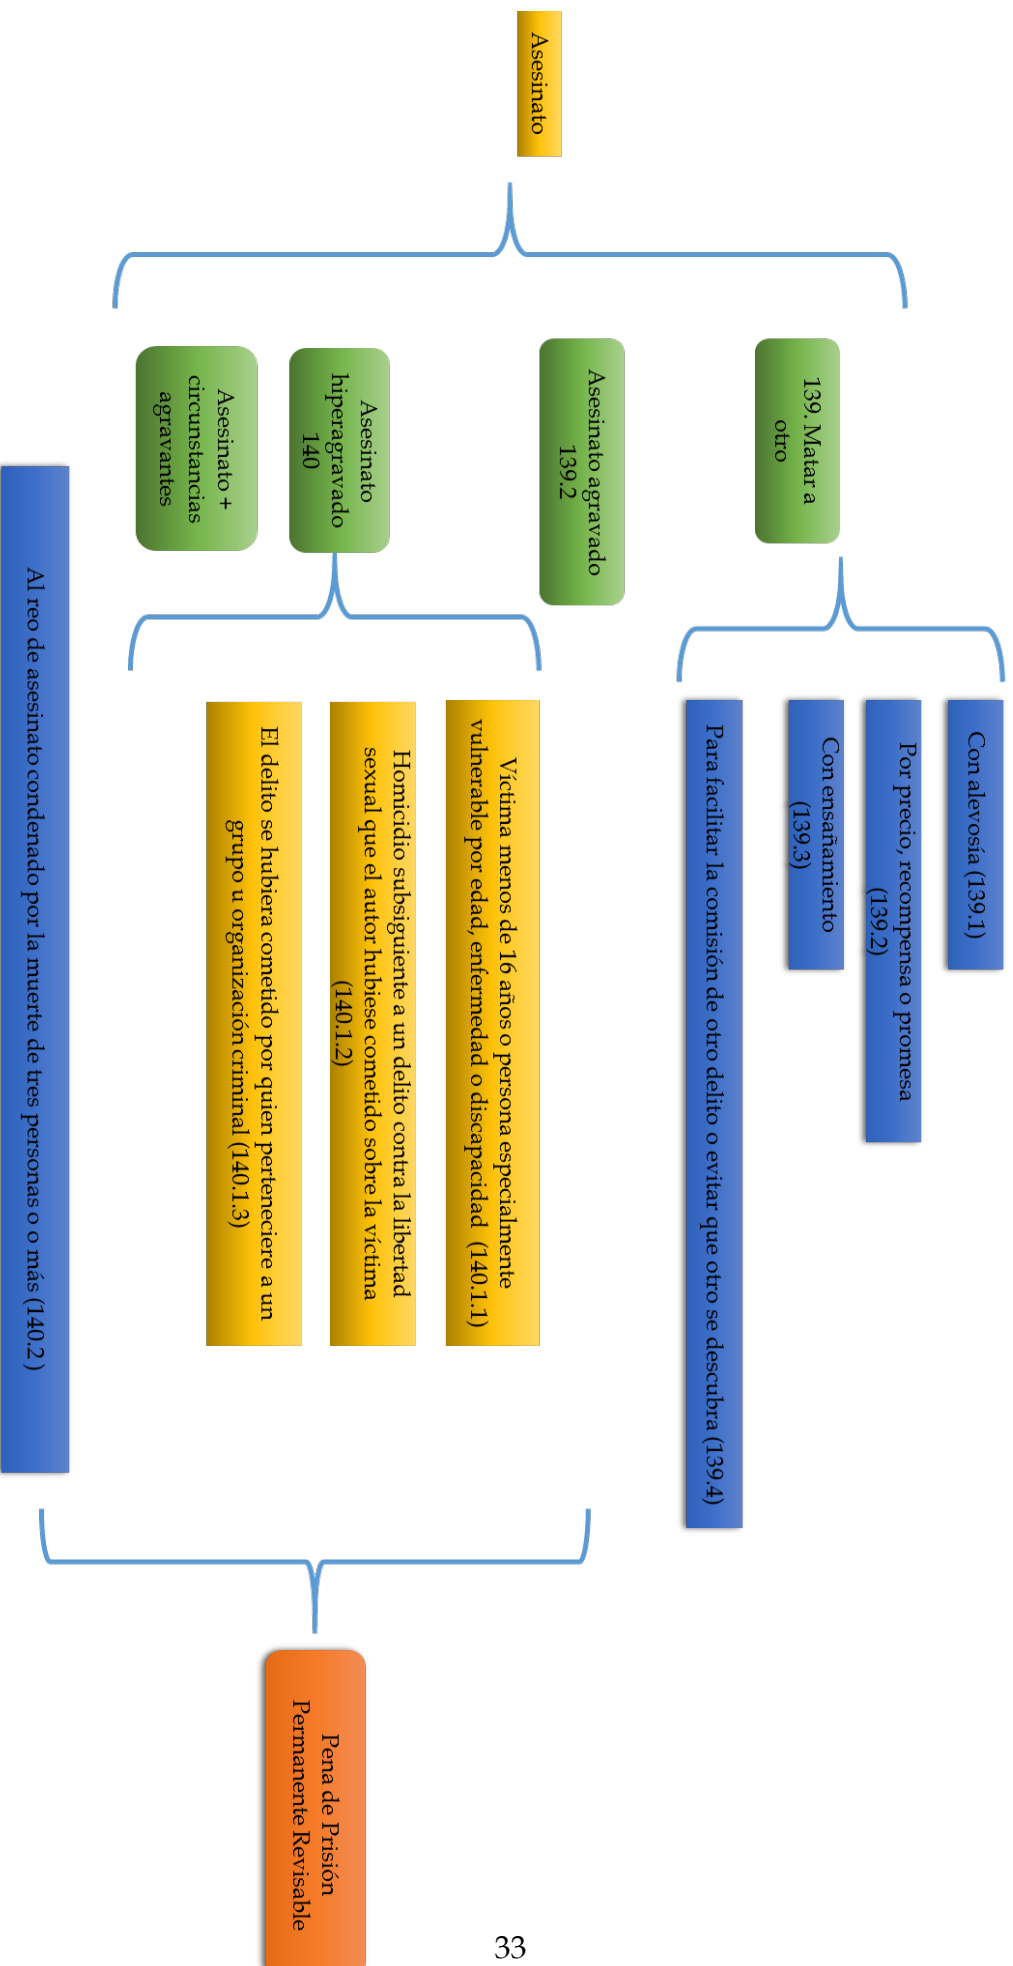 Asesinato
139. Matar a
otro
Con alevosía (139.1)
Por precio, recompensa o promesa
(139.2)
Con ensañamiento
(139.3)
Para facilitar la comisión de otro delito o evitar que otro se descubra (139.4)
Asesinato agravado
139.2
Asesinato
hiperagravado
140
Víctima menos de 16 años o persona especialmente
vulnerable por edad, enfermedad o discapacidad (140.1.1)
Homicidio subsiguiente a un delito contra la libertad
sexual que el autor hubiese cometido sobre la víctima
(140.1.2)
El delito se hubiera cometido por quien perteneciere a un
grupo u organización criminal (140.1.3)
Asesinato +
circunstancias
agravantes
Al reo de asesinato condenado por la muerte de tres personas o o más (140.2)
Pena de Prisión
Permanente Revisable
33